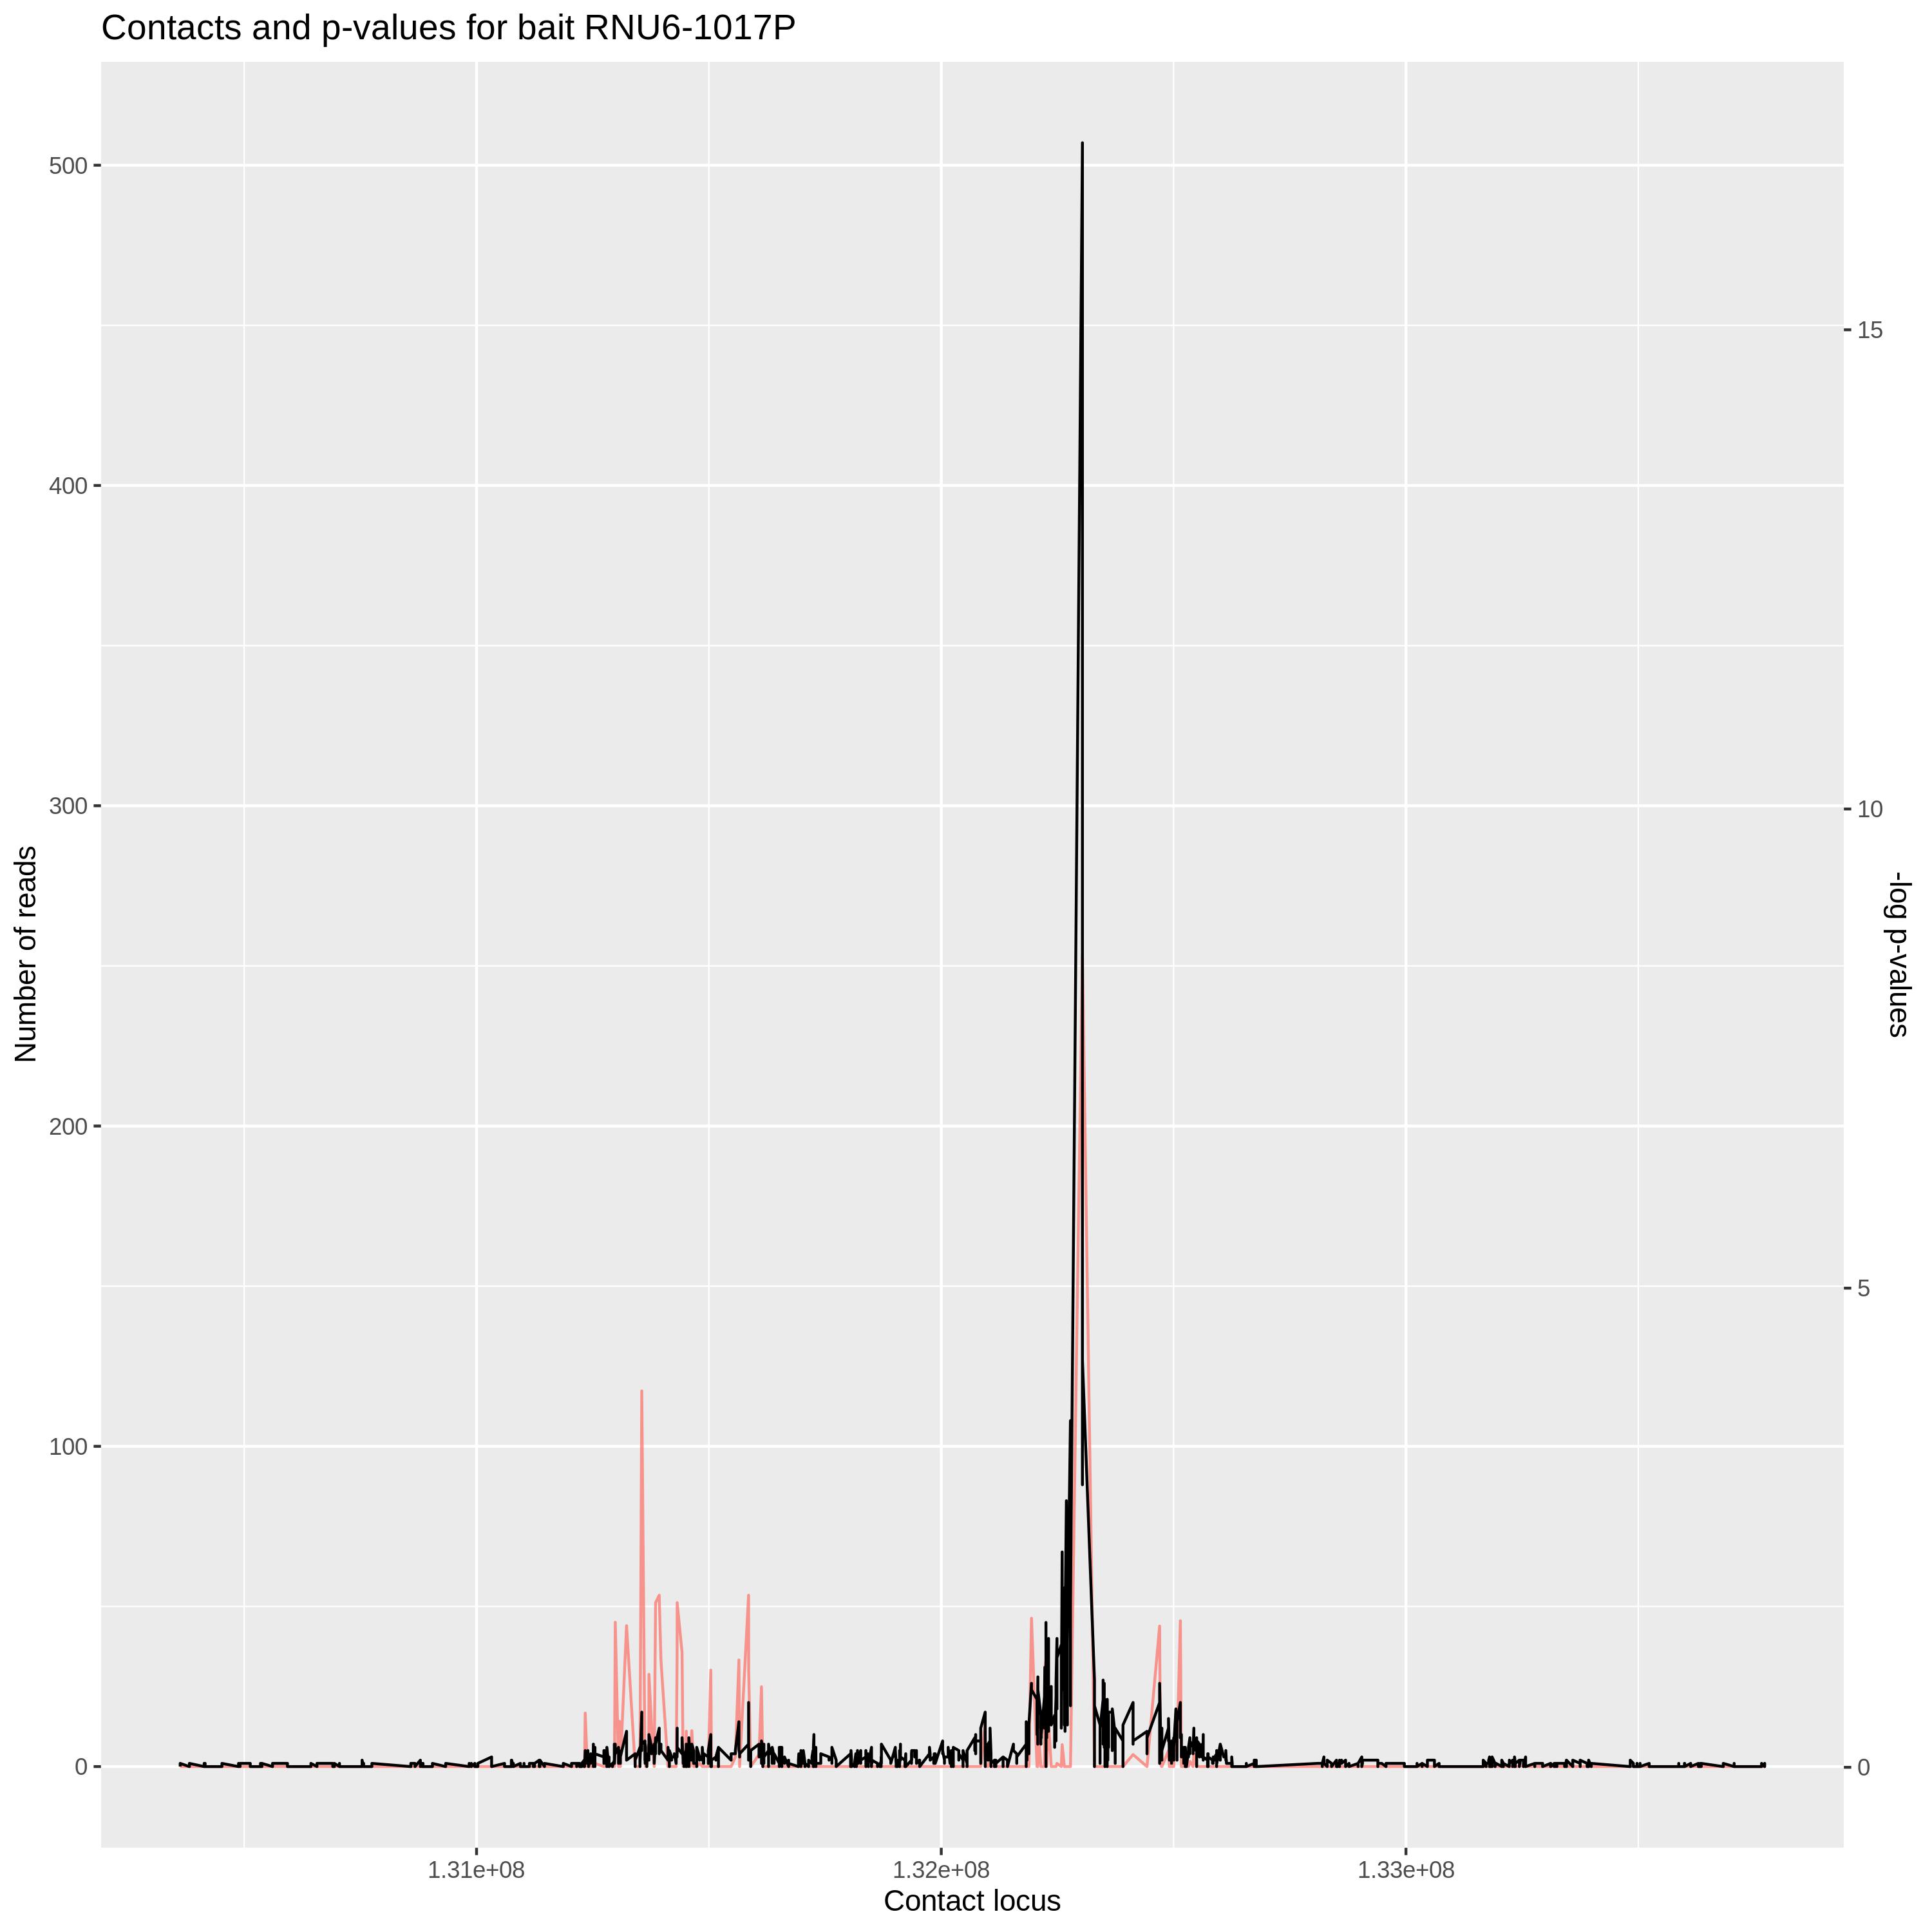 Contacts and p-values for bait RNU6-1017P
500
400
300
200
100
0
Number of reads
15
10
5
0
-log p-values
1.31e+08
1.32e+08
1.33e+08
Contact locus